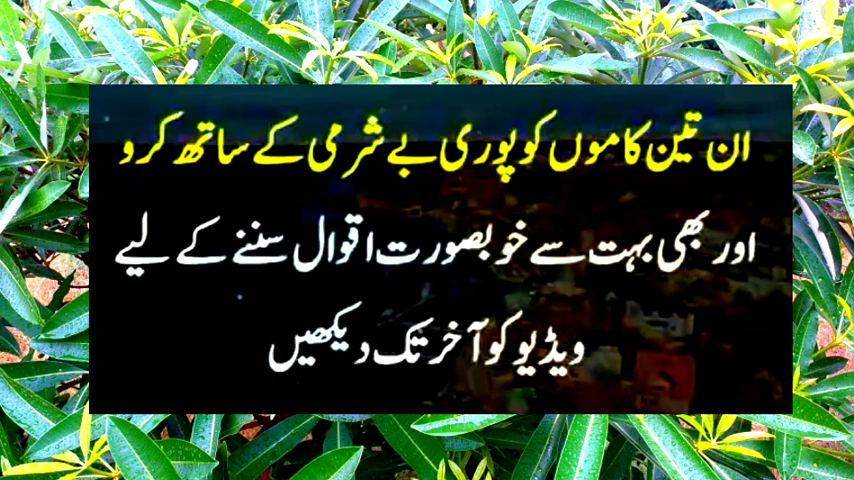 ان تین کاموں کو پوری بے شرمی کے ساتھ کرو
اور بھی بہت سے خوبصورت اقوال سننے کے لیے
ویڈیو کو آخر تک دیکھیں